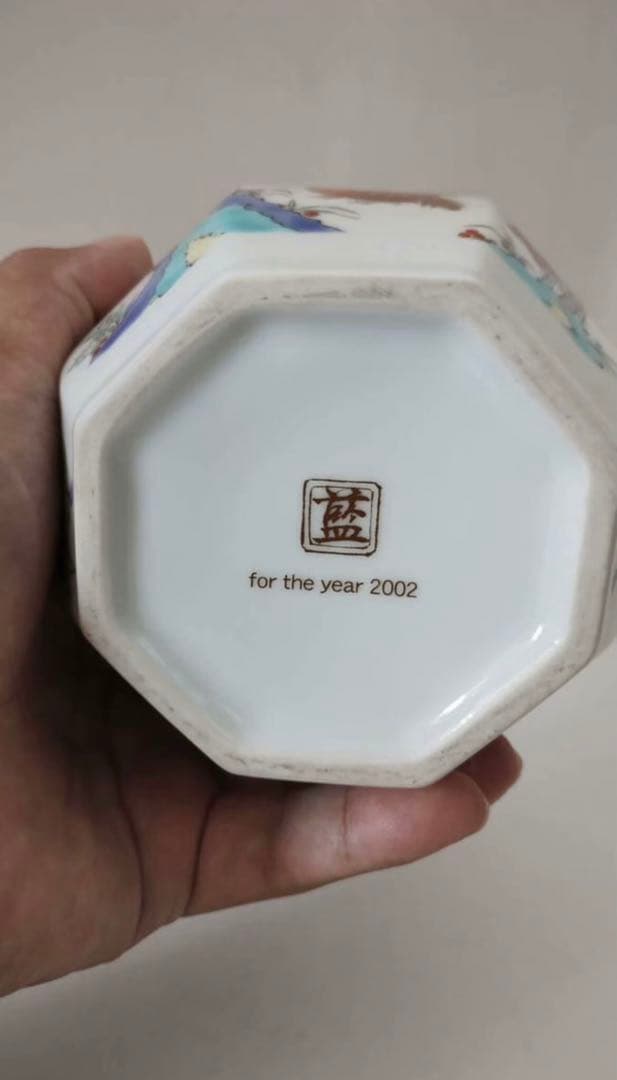 藍
for the year 2002